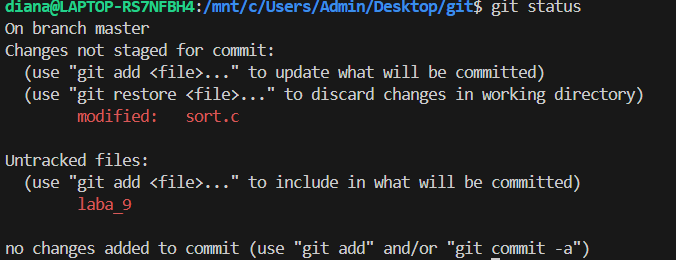 diana@LAPTOP-RS7NFBH4:/mnt/c/Users/Admin/Desktop/git$ git status
On branch master
Changes not staged for commit:
  (use "git add <file>..." to update what will be committed)
  (use "git restore <file>..." to discard changes in working directory)
        modified:   sort.c

Untracked files:
  (use "git add <file>..." to include in what will be committed)
        laba_9

no changes added to commit (use "git add" and/or "git commit -a")